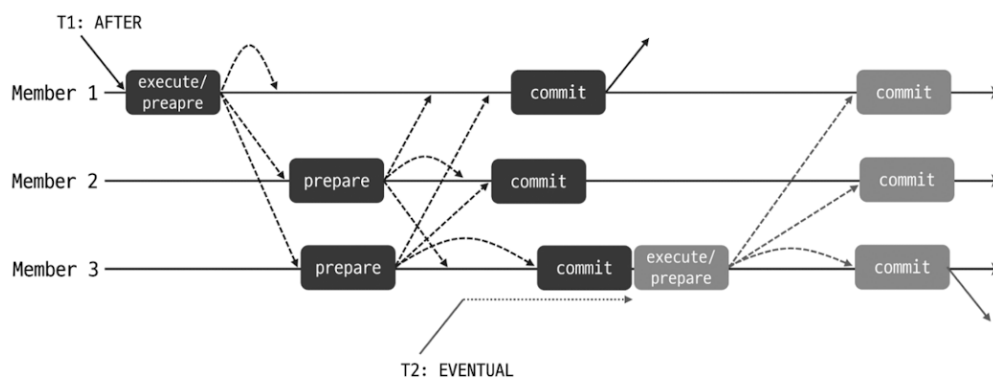 T1: AFTER
Member 1
execute/
preapre
commit
commit
Member 2
prepare
commit
commit
Member 3
prepare
commit
execute/
prepare
commit
T2: EVENTUAL